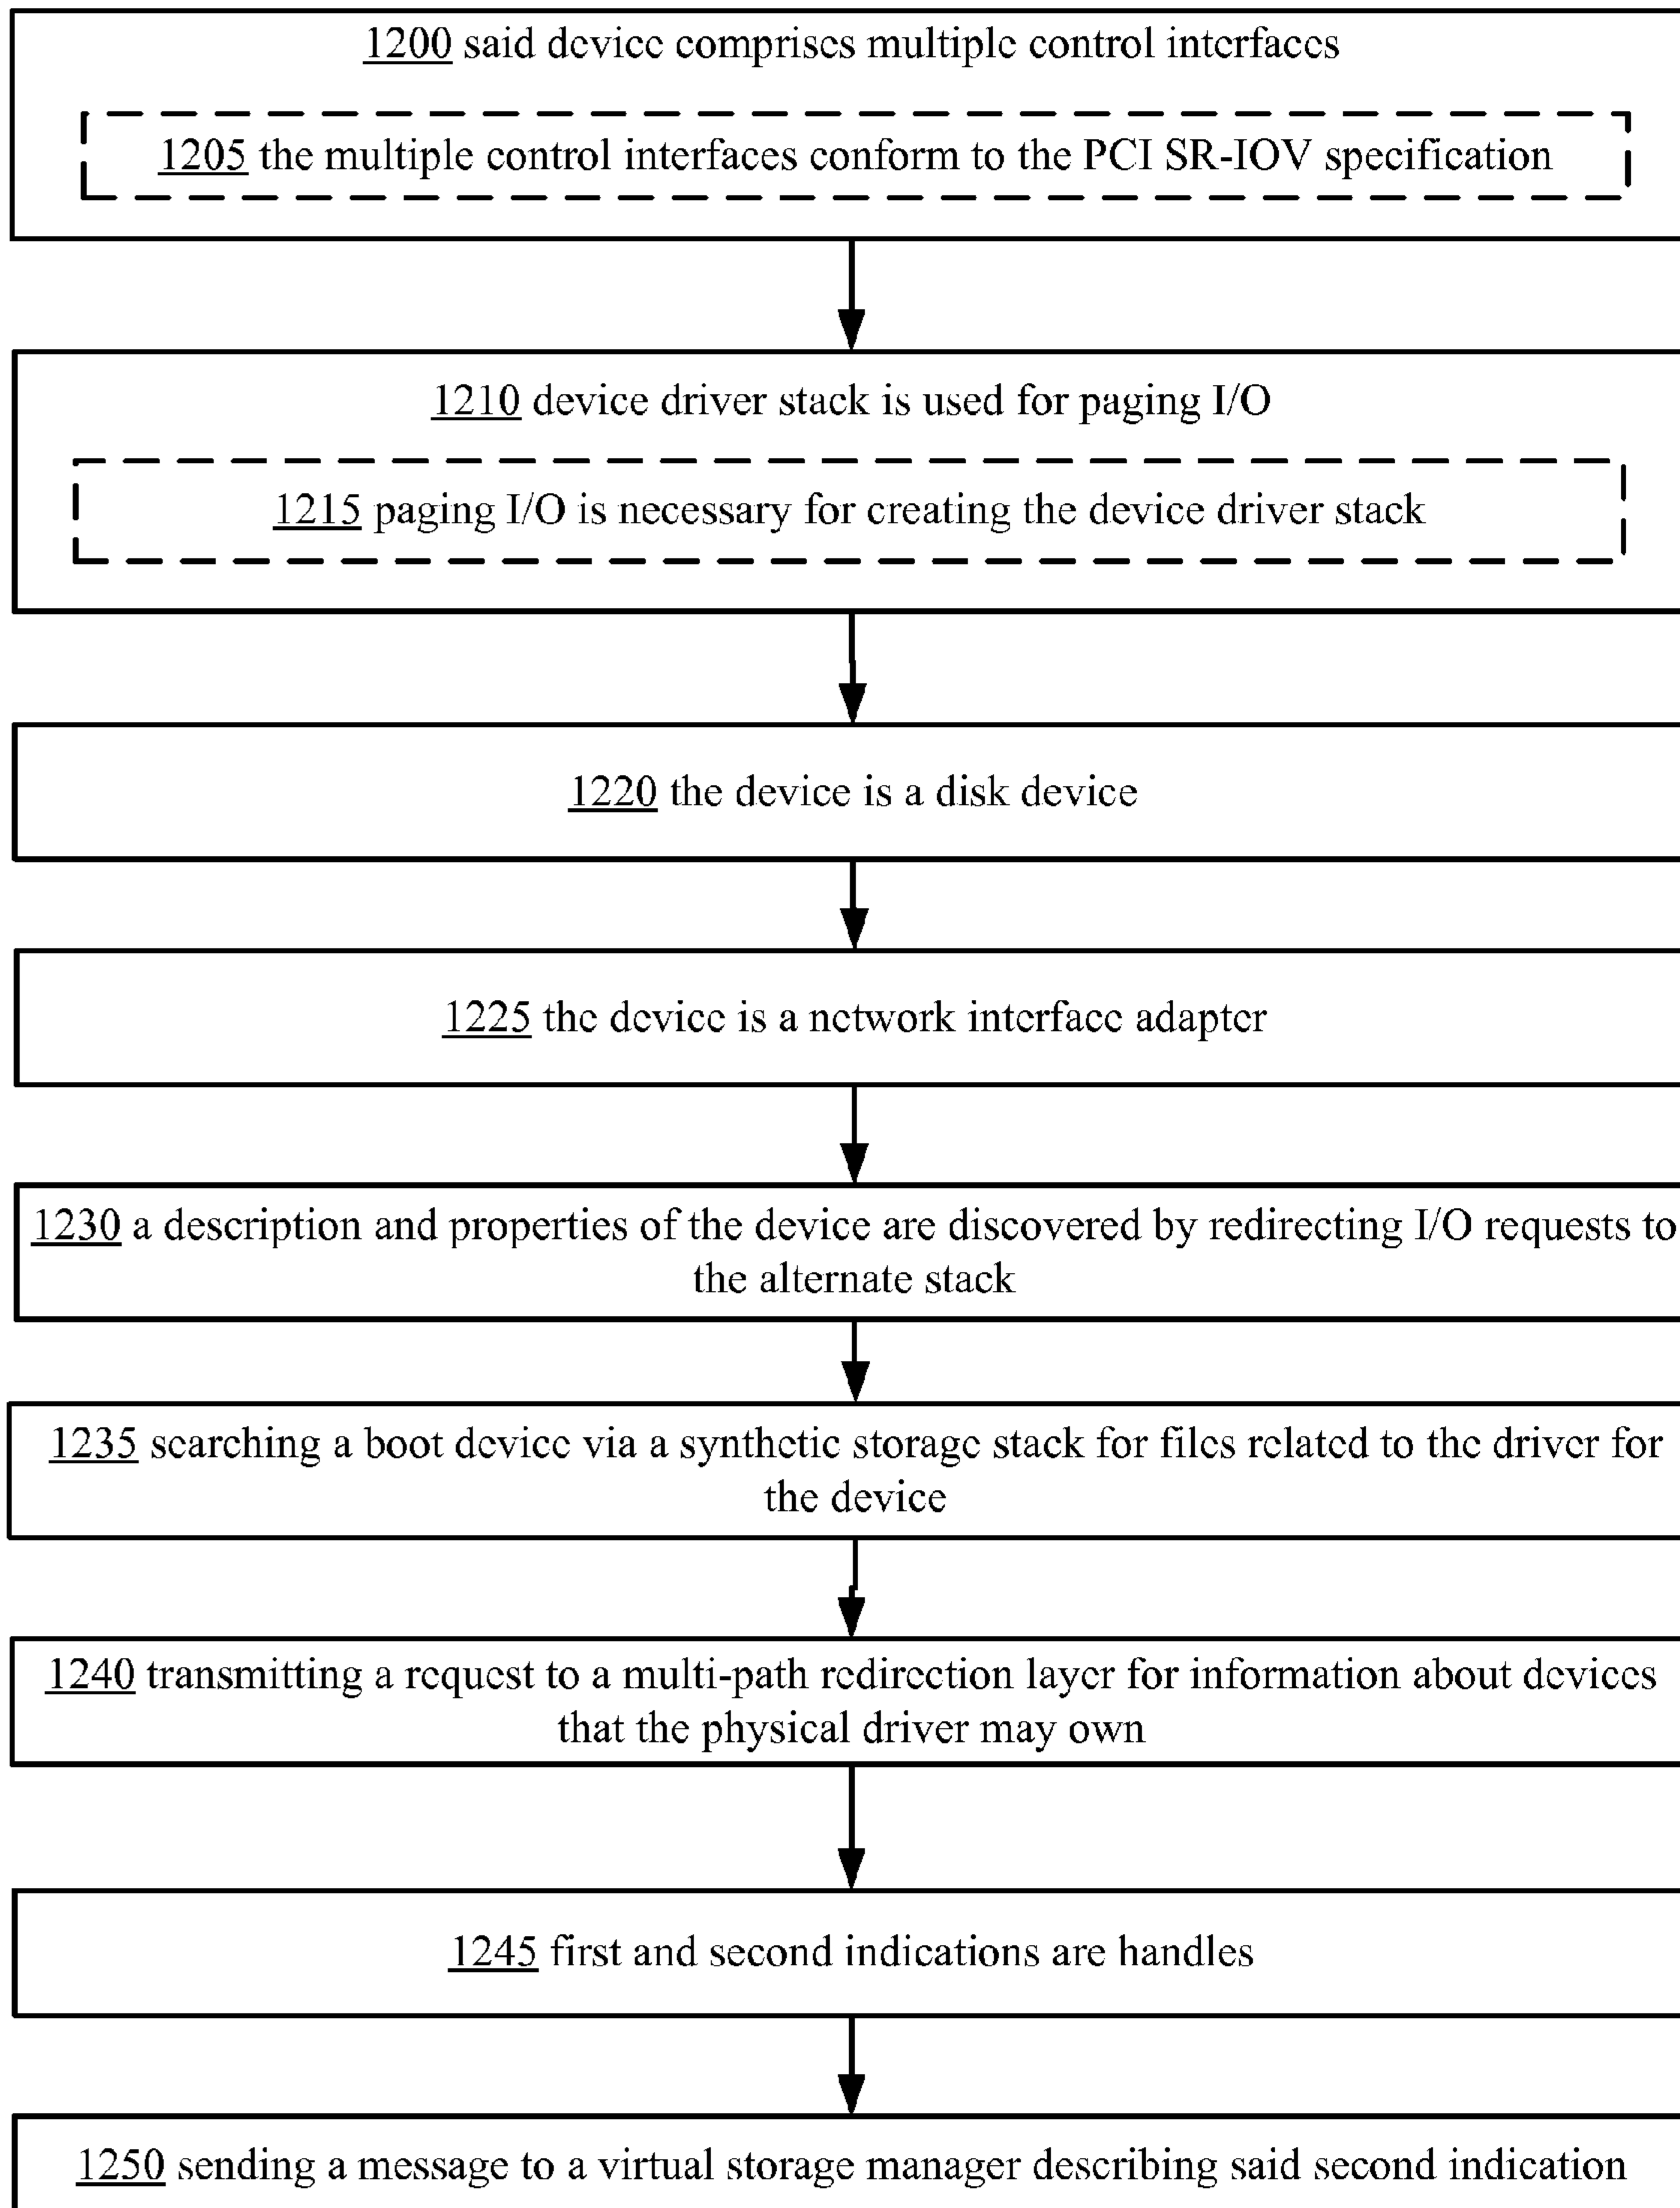 1200 said device comprises multiple control interfaces
1205 the multiple control interfaces conform to the PCI SR-IOV specification
1210 device driver stack is used for paging I/O
1215 paging I/O is necessary for creating the device driver stack
1220 the device is a disk device
1225 the device is a network interface adapter
1230 a description and properties of the device are discovered by redirecting I/O requests to
the alternate stack
1235 searching a boot device via a synthetic storage stack for files related to the driver for
the device
1240 transmitting a request to a multi-path redirection layer for information about devices
that the physical driver may own
1245 first and second indications are handles
1250 sending a message to a virtual storage manager describing said second indication